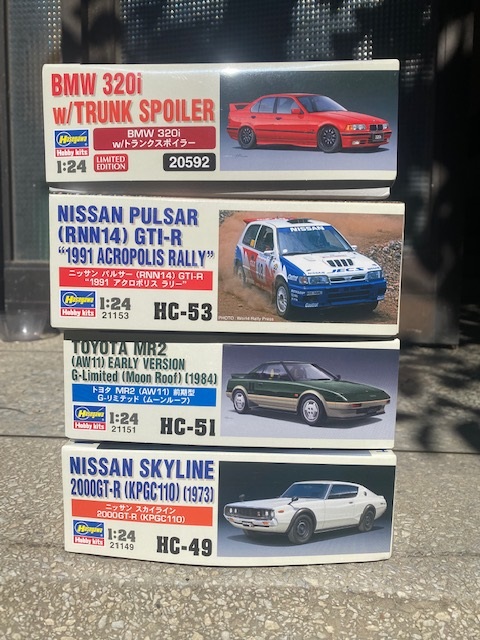 BMW 320i
w/TRUNK SPOILER
Hasegawa
Hobby kits
1:24
LIMITED
EDITION
BMW 320i
w/トランクスポイラー
20592
NISSAN PULSAR
(RNN14) GTI-R
"1991 ACROPOLIS RALLY"
ニッサン パルサー (RNN14) GTI-R
"1991 アクロポリス ラリー"
Hasegawa
Hobby kits
1:24
21153
HC-53
NISSAN
JECS
PHOTO: World Rally Press
TOYOTA MR2
(AW11) EARLY VERSION
G-Limited (Moon Roof) (1984)
トヨタ MR2 (AW11) 前期型
G-リミテッド (ムーンルーフ)
Hasegawa
Hobby kits
1:24
21151
HC-51
NISSAN SKYLINE
2000GT-R (KPGC110) (1973)
ニッサン スカイライン
2000GT-R (KPGC110)
Hasegawa
Hobby kits
1:24
21149
HC-49